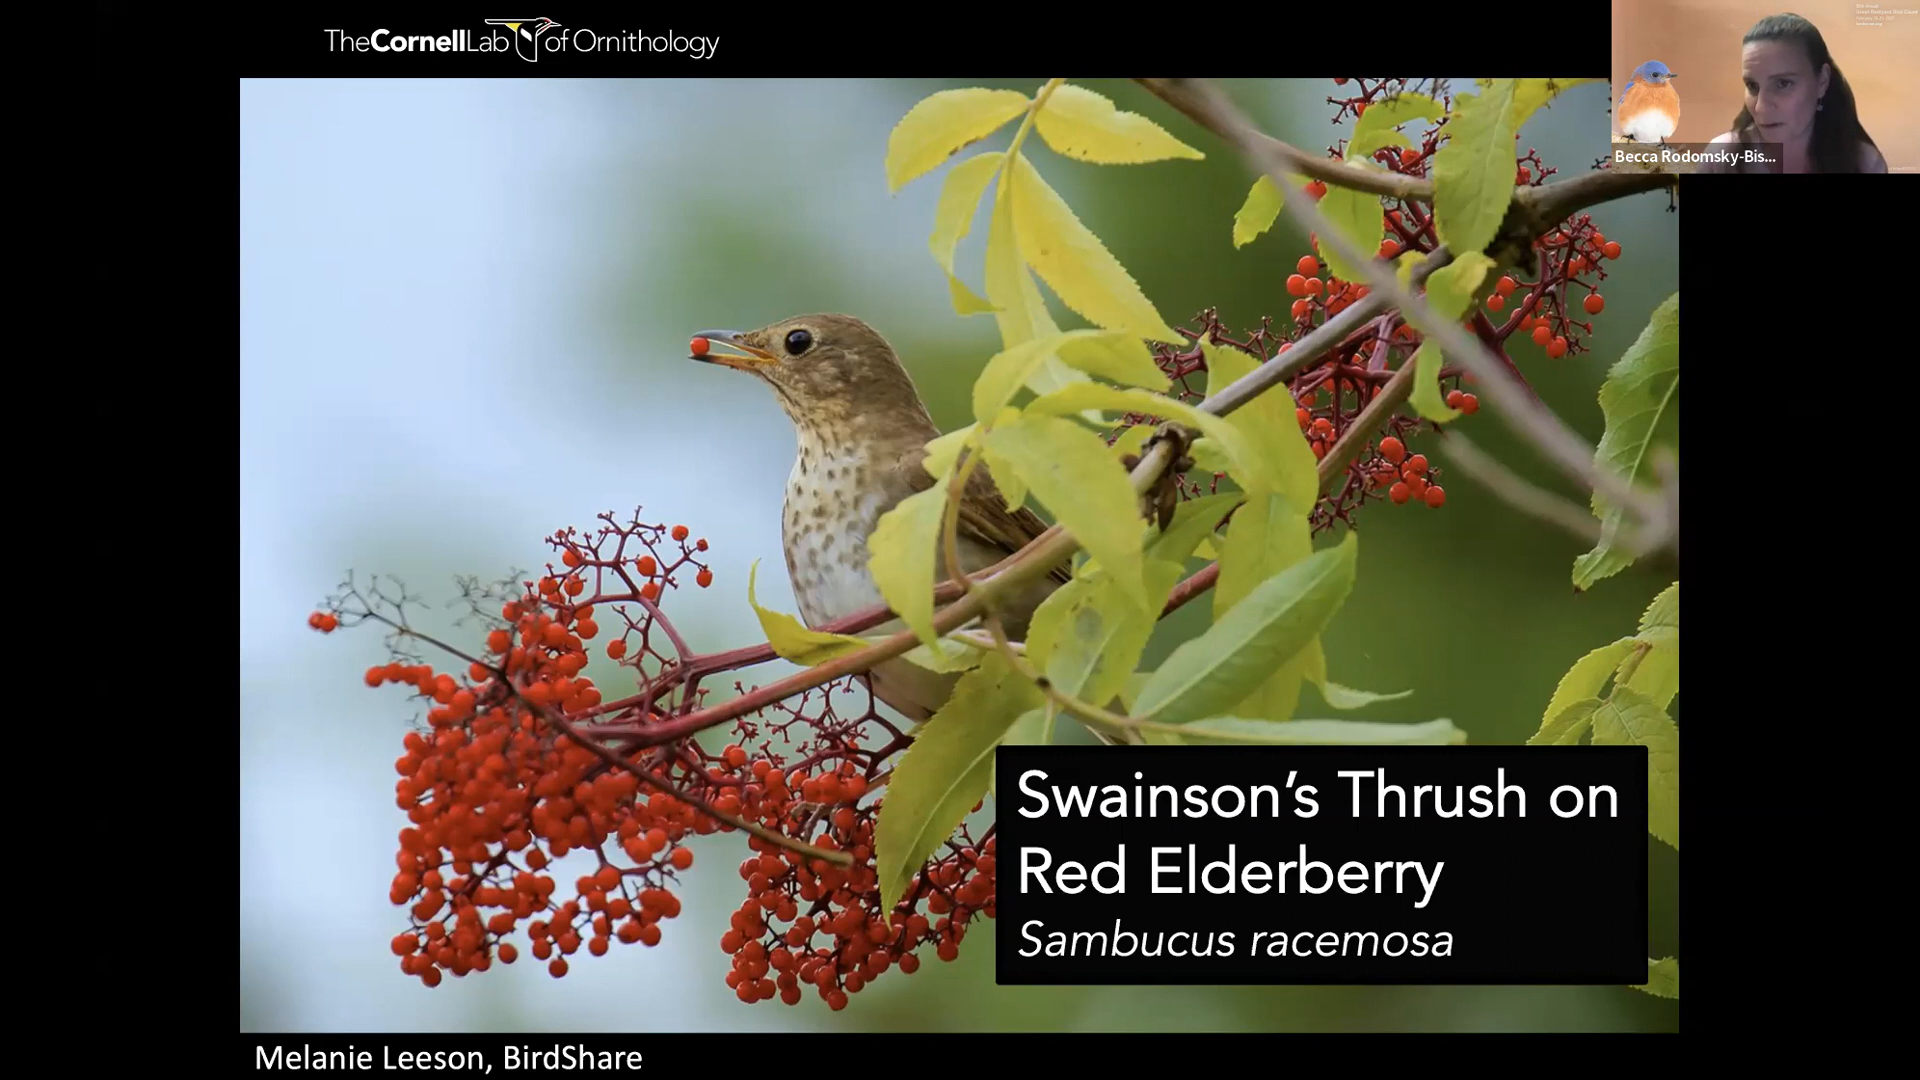 TheCornellLab of Ornithology
Becca Rodomsky-Bis...
Swainson's Thrush on
Red Elderberry
Sambucus racemosa
Melanie Leeson, BirdShare